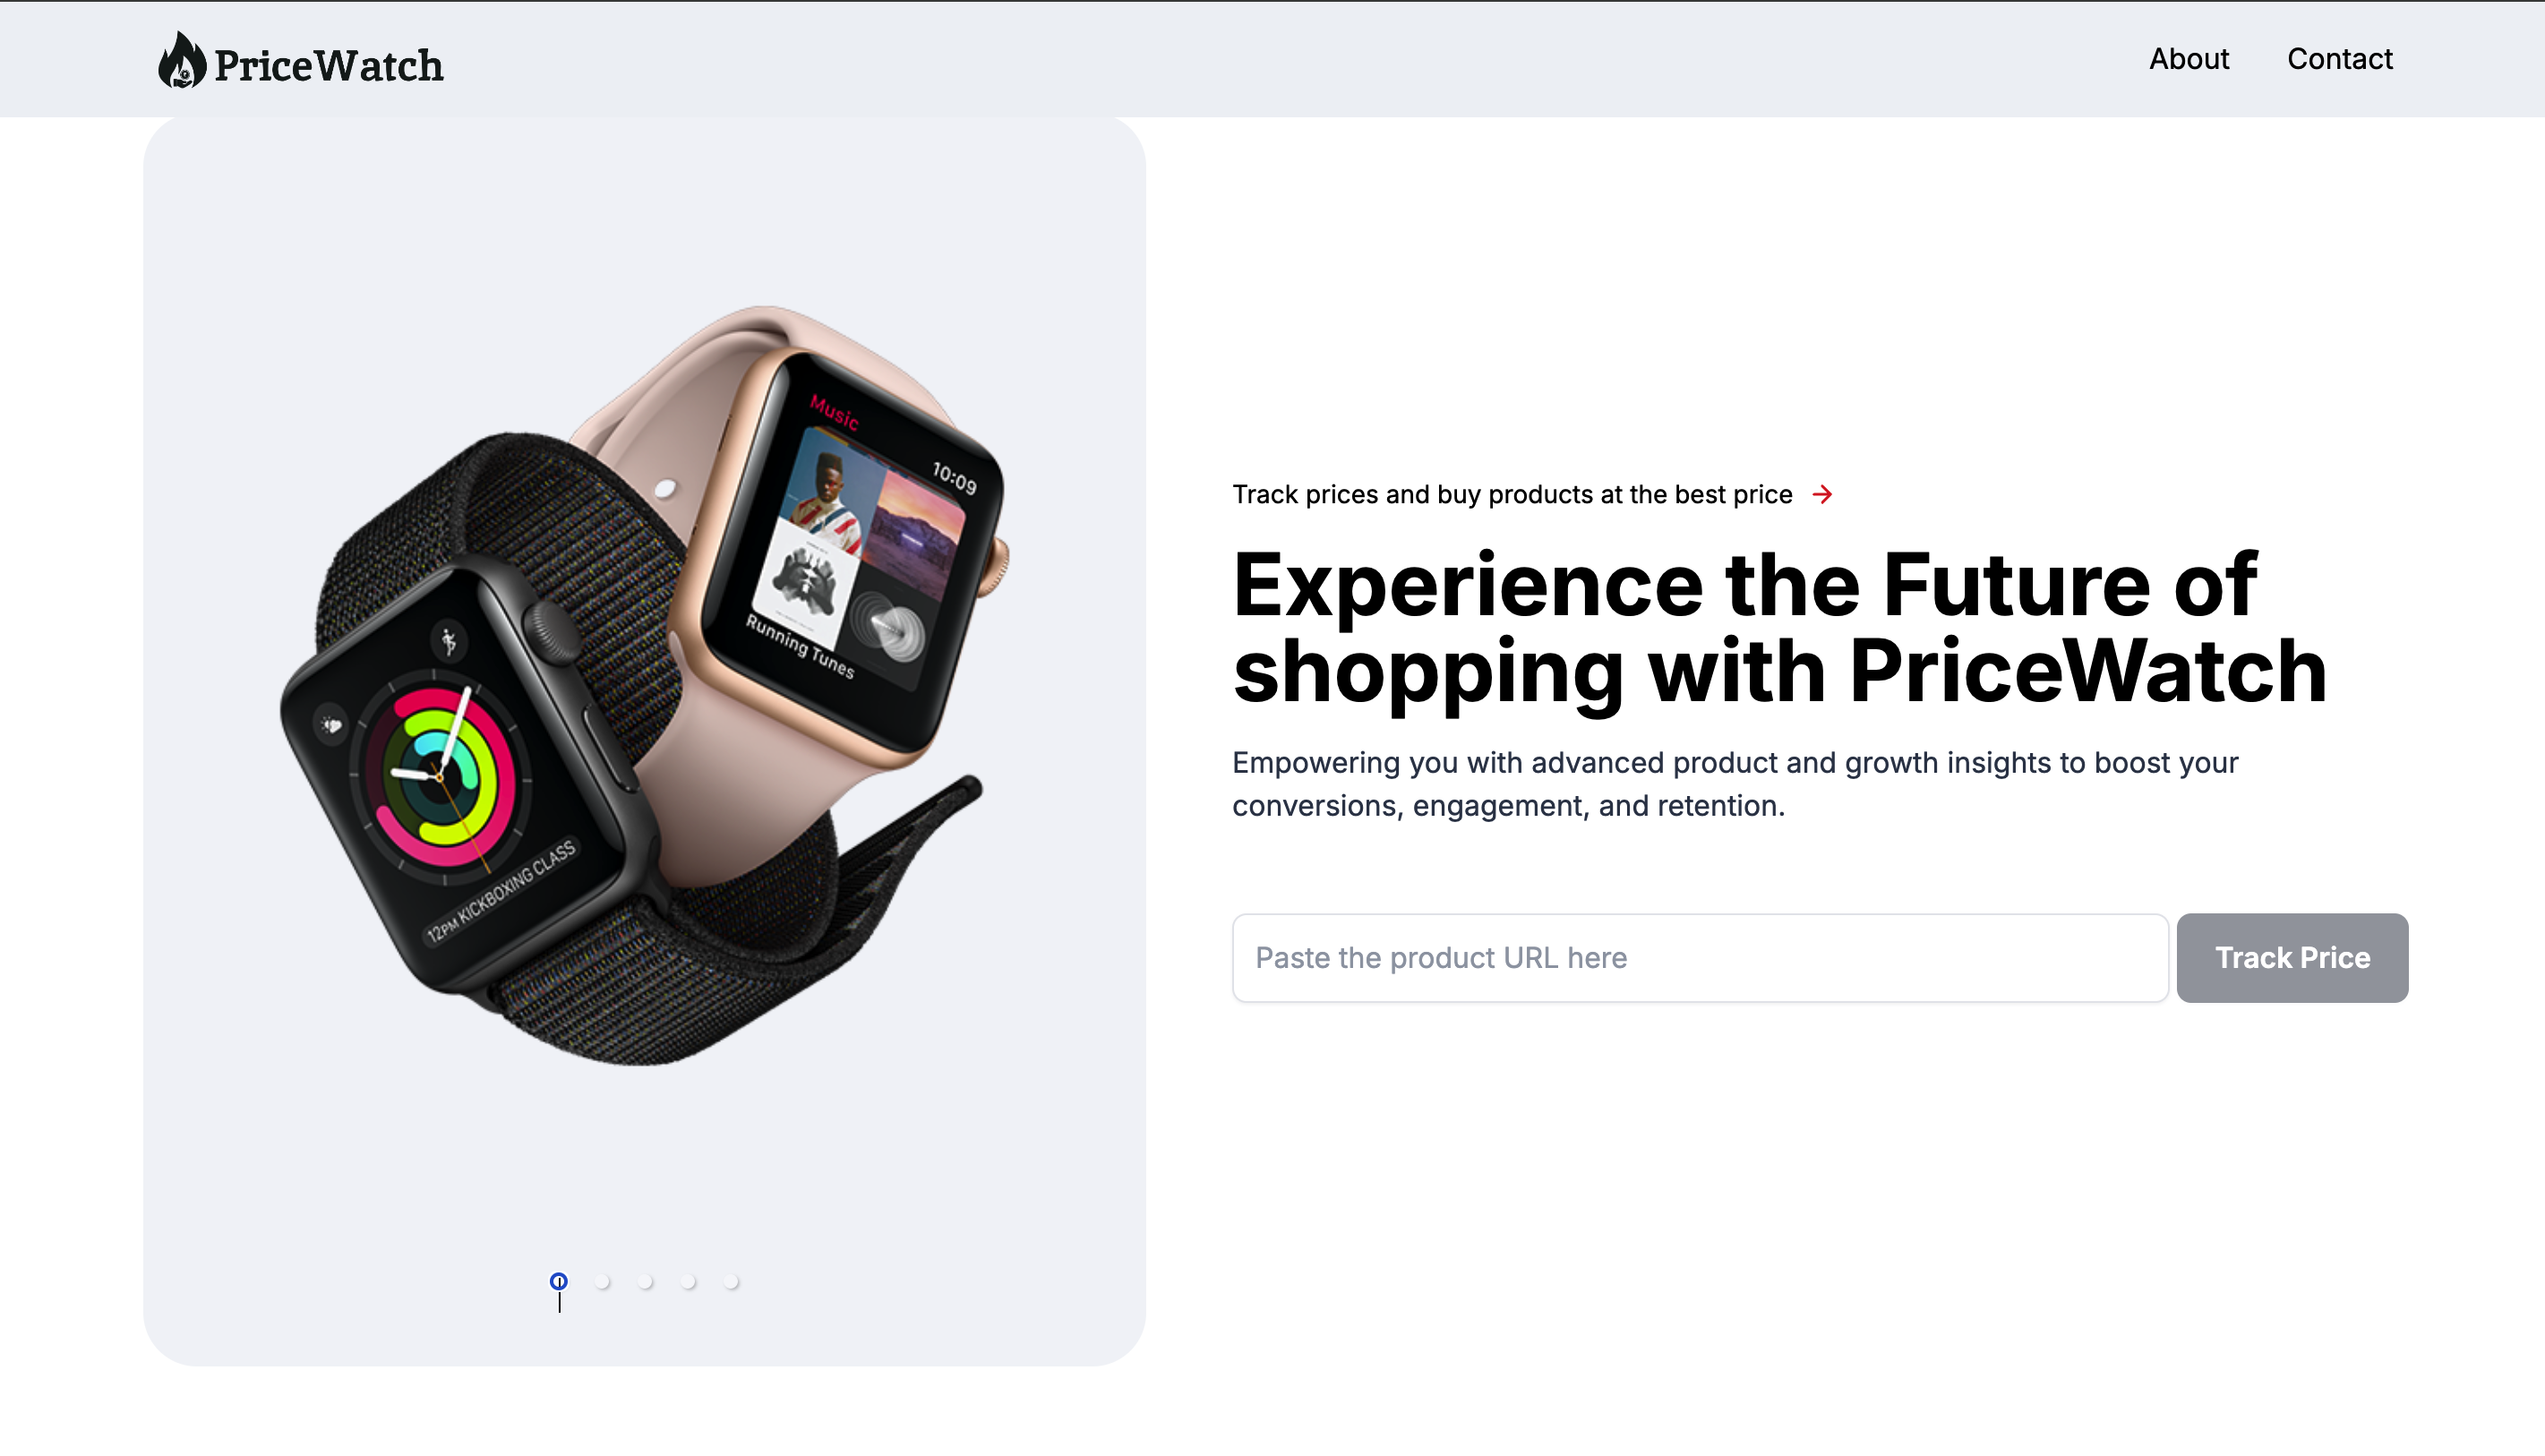 PriceWatch
About
Contact
Music
10:09
Running Tunes
12PM KICKBOXING CLASS
Track prices and buy products at the best price
Experience the Future of
shopping with PriceWatch
Empowering you with advanced product and growth insights to boost your
conversions, engagement, and retention.
Paste the product URL here
Track Price